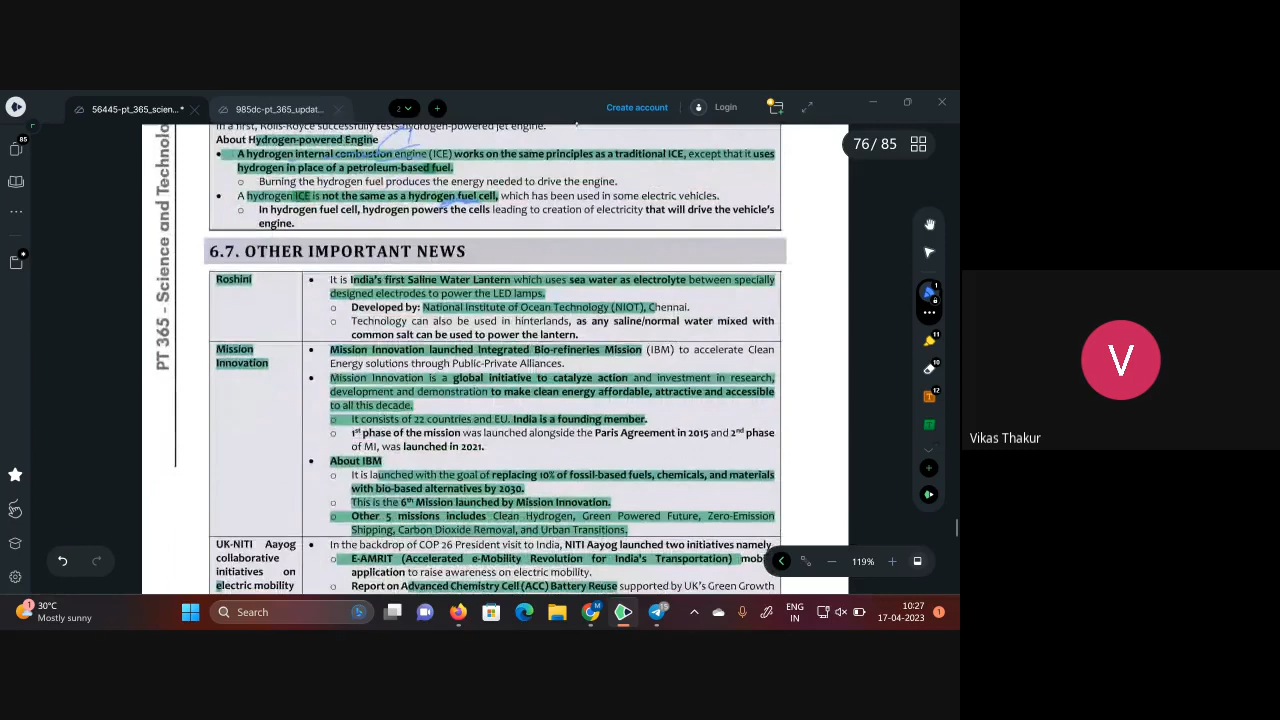 56445-pt_365_scien... *
985dc-pt_365_updat...
2
Create account
Login
85
76 / 85
In a first, Rolls-Royce successfully tests hydrogen-powered jet engine.
About Hydrogen-powered Engine
• A hydrogen internal combustion engine (ICE) works on the same principles as a traditional ICE, except that it uses
hydrogen in place of a petroleum-based fuel.
o Burning the hydrogen fuel produces the energy needed to drive the engine.
• A hydrogen ICE is not the same as a hydrogen fuel cell, which has been used in some electric vehicles.
o In hydrogen fuel cell, hydrogen powers the cells leading to creation of electricity that will drive the vehicle's
engine.
PT 365 - Science and Technolo
6.7. OTHER IMPORTANT NEWS
Roshini
• It is India's first Saline Water Lantern which uses sea water as electrolyte between specially
designed electrodes to power the LED lamps.
o Developed by: National Institute of Ocean Technology (NIOT), Chennai.
o Technology can also be used in hinterlands, as any saline/normal water mixed with
common salt can be used to power the lantern.
Mission
Innovation
• Mission Innovation launched Integrated Bio-refineries Mission (IBM) to accelerate Clean
Energy solutions through Public-Private Alliances.
• Mission Innovation is a global initiative to catalyze action and investment in research,
development and demonstration to make clean energy affordable, attractive and accessible
to all this decade.
o It consists of 22 countries and EU. India is a founding member.
o 1st phase of the mission was launched alongside the Paris Agreement in 2015 and 2nd phase
of MI, was launched in 2021.
• About IBM
o It is launched with the goal of replacing 10% of fossil-based fuels, chemicals, and materials
with bio-based alternatives by 2030.
o This is the 6th Mission launched by Mission Innovation.
o Other 5 missions includes Clean Hydrogen, Green Powered Future, Zero-Emission
Shipping, Carbon Dioxide Removal, and Urban Transitions.
UK-NITI Aayog
collaborative
initiatives on
electric mobility
• In the backdrop of COP 26 President visit to India, NITI Aayog launched two initiatives namely
o E-AMRIT (Accelerated e-Mobility Revolution for India's Transportation) mob
application to raise awareness on electric mobility.
o Report on Advanced Chemistry Cell (ACC) Battery Reuse supported by UK's Green Growth
1
11
10
12
119%
V
Vikas Thakur
30°C
Mostly sunny
Search
M
15
ENG
IN
10:27
17-04-2023
1